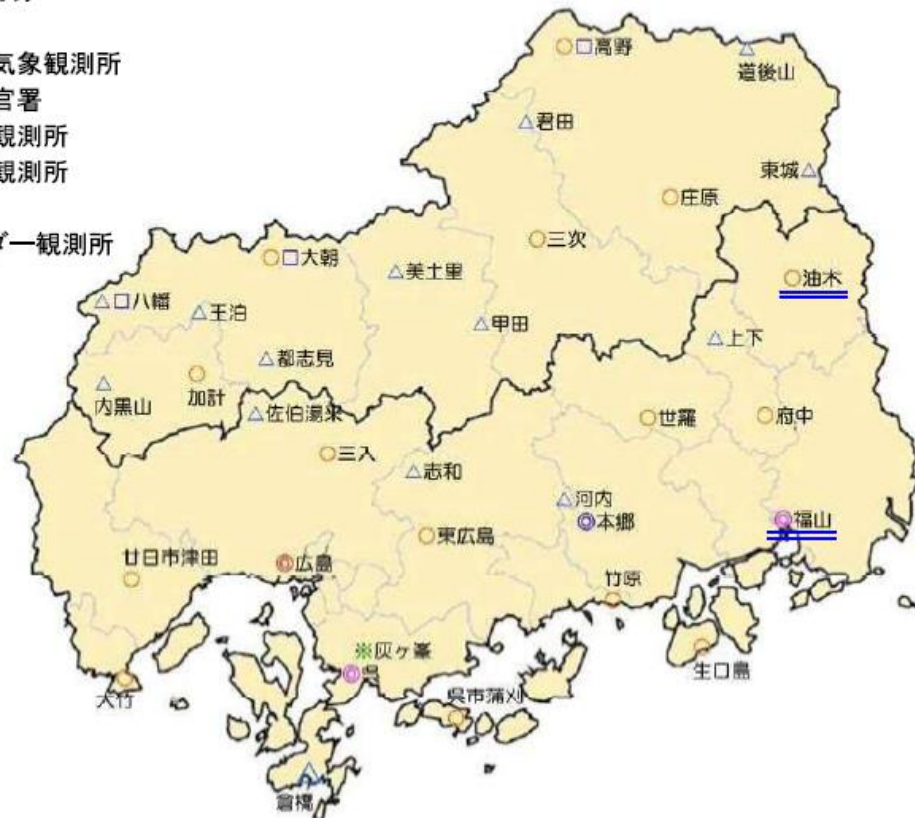 気象観測所
官署
観測所
観測所
ダー観測所
※
□高野
道後山
君田
東城
庄原
三次
□大朝
美土里
油木
□八幡
王泊
甲田
上下
都志見
内黒山
加計
佐伯湯来
世羅
府中
三入
志和
河内
本郷
福山
東広島
廿日市津田
広島
竹原
※灰ヶ峯
呉
生口島
大竹
呉市蒲刈
倉橋